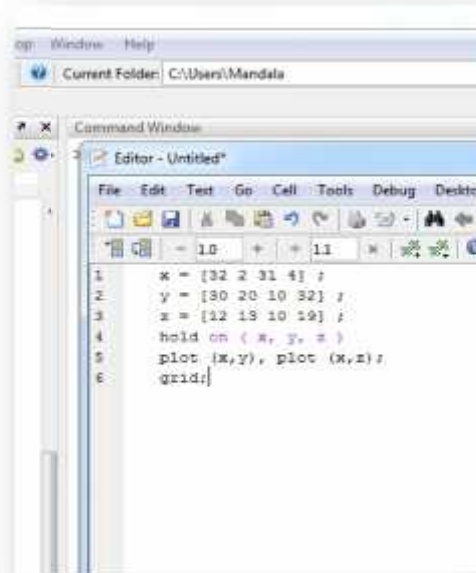 op Window Help
Current Folder: C:\Users\Mandala
Command Window
Editor - Untitled*
File Edit Text Go Cell Tools Debug Deskto
1.0 1.1
1 x = [32 2 31 4] ;
2 y = [30 20 10 32] ;
3 z = [12 13 10 19] ;
4 hold on ( x, y, z )
5 plot (x,y), plot (x,z);
6 grid;